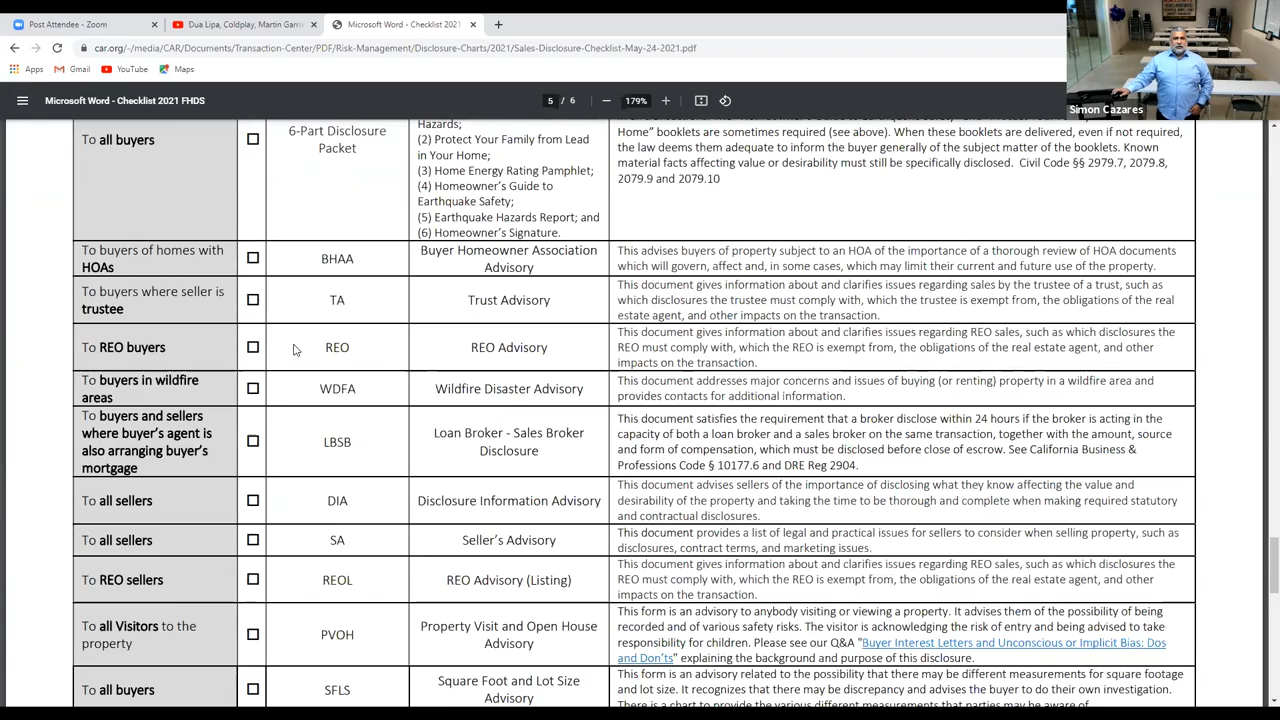 Post Attendee - Zoom
Dua Lipa, Coldplay, Martin Garri
Microsoft Word - Checklist 2021
car.org/-/media/CAR/Documents/Transaction-Center/PDF/Risk-Management/Disclosure-Charts/2021/Sales-Disclosure-Checklist-May-24-2021.pdf
Apps Gmail YouTube Maps
Microsoft Word - Checklist 2021 FHDS
5 / 6
179%
Simon Cazares
To all buyers
6-Part Disclosure
Packet
Hazards;
(2) Protect Your Family from Lead
in Your Home;
(3) Home Energy Rating Pamphlet;
(4) Homeowner's Guide to
Earthquake Safety;
(5) Earthquake Hazards Report; and
(6) Homeowner's Signature.
Home" booklets are sometimes required (see above). When these booklets are delivered, even if not required,
the law deems them adequate to inform the buyer generally of the subject matter of the booklets. Known
material facts affecting value or desirability must still be specifically disclosed. Civil Code §§ 2979.7, 2079.8,
2079.9 and 2079.10
To buyers of homes with
HOAs
BHAA
Buyer Homeowner Association
Advisory
This advises buyers of property subject to an HOA of the importance of a thorough review of HOA documents
which will govern, affect and, in some cases, which may limit their current and future use of the property.
To buyers where seller is
trustee
TA
Trust Advisory
This document gives information about and clarifies issues regarding sales by the trustee of a trust, such as
which disclosures the trustee must comply with, which the trustee is exempt from, the obligations of the real
estate agent, and other impacts on the transaction.
To REO buyers
REO
REO Advisory
This document gives information about and clarifies issues regarding REO sales, such as which disclosures the
REO must comply with, which the REO is exempt from, the obligations of the real estate agent, and other
impacts on the transaction.
To buyers in wildfire
areas
WDFA
Wildfire Disaster Advisory
This document addresses major concerns and issues of buying (or renting) property in a wildfire area and
provides contacts for additional information.
To buyers and sellers
where buyer's agent is
also arranging buyer's
mortgage
LBSB
Loan Broker - Sales Broker
Disclosure
This document satisfies the requirement that a broker disclose within 24 hours if the broker is acting in the
capacity of both a loan broker and a sales broker on the same transaction, together with the amount, source
and form of compensation, which must be disclosed before close of escrow. See California Business &
Professions Code § 10177.6 and DRE Reg 2904.
To all sellers
DIA
Disclosure Information Advisory
This document advises sellers of the importance of disclosing what they know affecting the value and
desirability of the property and taking the time to be thorough and complete when making required statutory
and contractual disclosures.
To all sellers
SA
Seller's Advisory
This document provides a list of legal and practical issues for sellers to consider when selling property, such as
disclosures, contract terms, and marketing issues.
To REO sellers
REOL
REO Advisory (Listing)
This document gives information about and clarifies issues regarding REO sales, such as which disclosures the
REO must comply with, which the REO is exempt from, the obligations of the real estate agent, and other
impacts on the transaction.
To all Visitors to the
property
PVOH
Property Visit and Open House
Advisory
This form is an advisory to anybody visiting or viewing a property. It advises them of the possibility of being
recorded and of various safety risks. The visitor is acknowledging the risk of entry and being advised to take
responsibility for children. Please see our Q&A "Buyer Interest Letters and Unconscious or Implicit Bias: Dos
and Don'ts" explaining the background and purpose of this disclosure.
To all buyers
SFLS
Square Foot and Lot Size
Advisory
This form is an advisory related to the possibility that there may be different measurements for square footage
and lot size. It recognizes that there may be discrepancy and advises the buyer to do their own investigation.
There is a chart to provide the various different measurements that parties may be aware of.